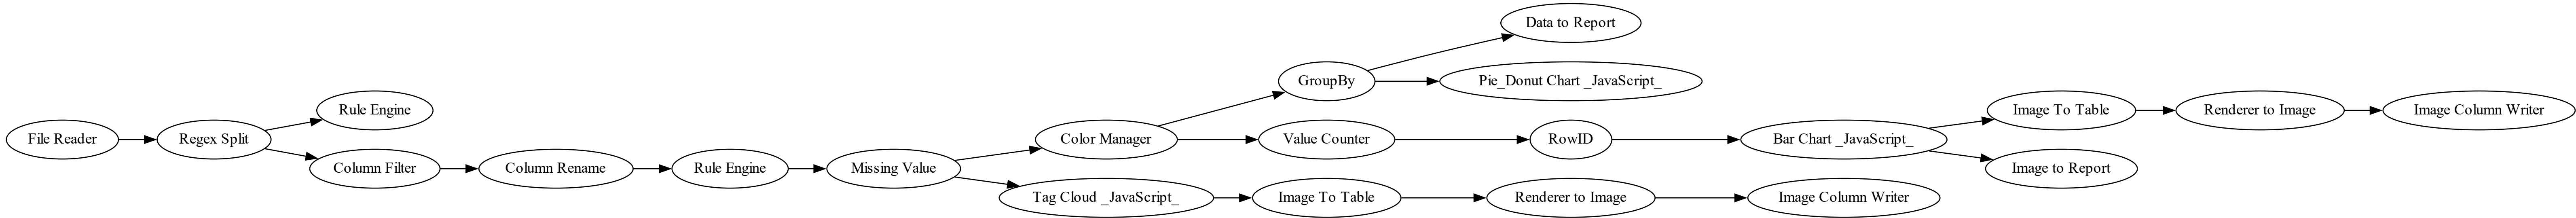 Data to Report
GroupBy
Pie_Donut Chart _JavaScript_
Rule Engine
Image To Table
Renderer to Image
Image Column Writer
File Reader
Regex Split
Color Manager
Value Counter
RowID
Bar Chart _JavaScript_
Column Filter
Column Rename
Rule Engine
Missing Value
Image to Report
Tag Cloud _JavaScript_
Image To Table
Renderer to Image
Image Column Writer